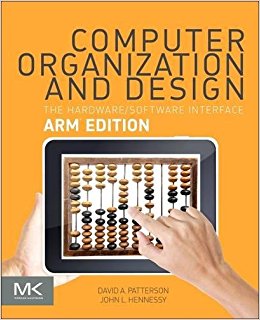 COMPUTER
ORGANIZATION
AND DESIGN
THE HARDWARE/SOFTWARE INTERFACE
ARM EDITION
DAVID A. PATTERSON
JOHN L. HENNESSY
MK